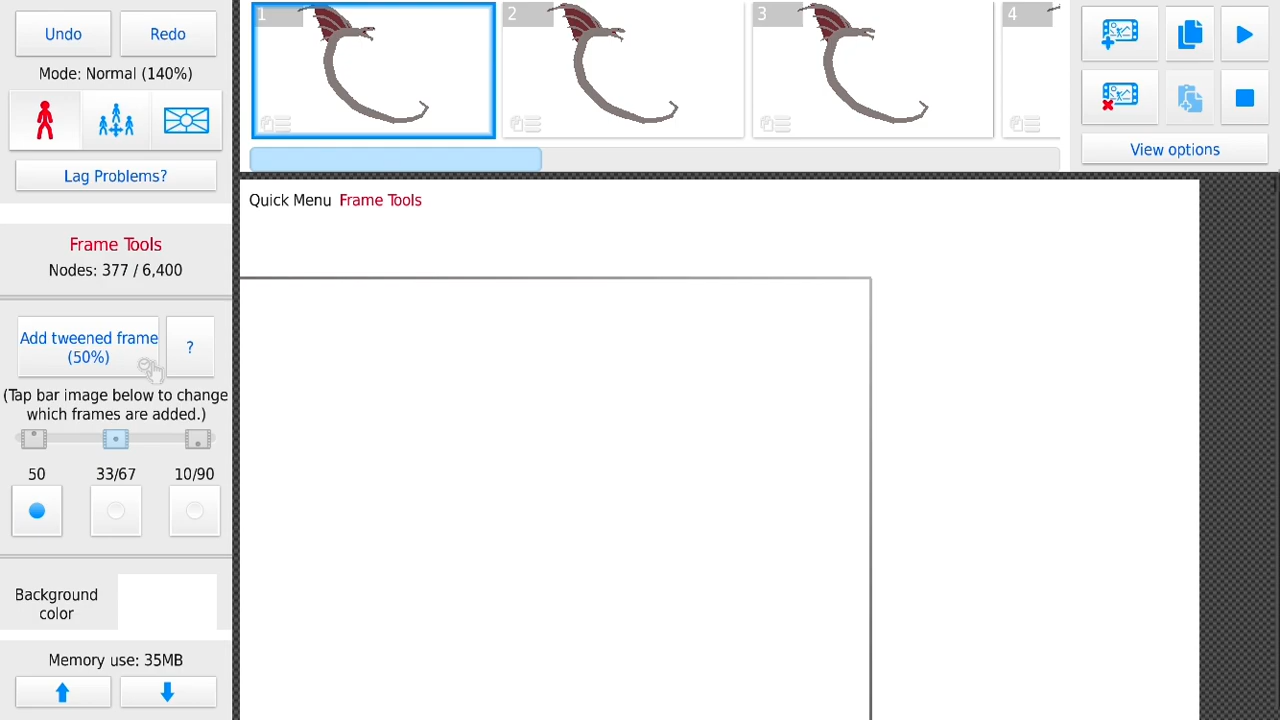 Undo
Redo
Mode: Normal (140%)
Lag Problems?
Frame Tools
Nodes: 377 / 6,400
Add tweened frame
(50%)
?
(Tap bar image below to change
which frames are added.)
50
33/67
10/90
Background
color
Memory use: 35MB
1
2
3
4
View options
Quick Menu Frame Tools